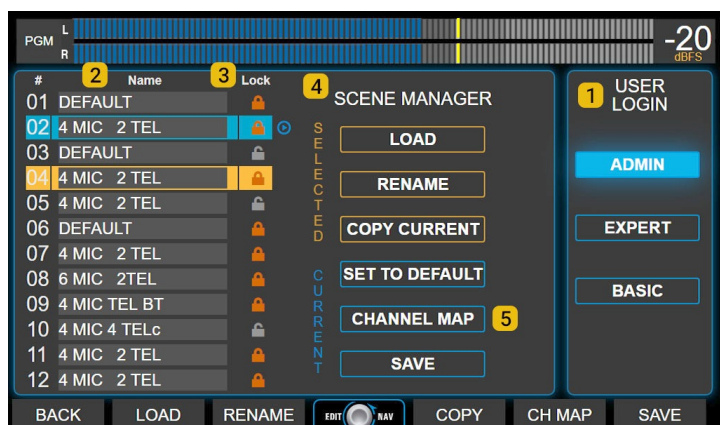 PGM
L
R
-20
dBFS
# 2 Name 3 Lock
01 DEFAULT
02 4 MIC 2 TEL
03 DEFAULT
04 4 MIC 2 TEL
05 4 MIC 2 TEL
06 DEFAULT
07 4 MIC 2 TEL
08 6 MIC 2TEL
09 4 MIC TEL BT
10 4 MIC 4 TELc
11 4 MIC 2 TEL
12 4 MIC 2 TEL
4
SCENE MANAGER
SELECTED
LOAD
RENAME
COPY CURRENT
CURRENT
SET TO DEFAULT
CHANNEL MAP 5
SAVE
1 USER
LOGIN
ADMIN
EXPERT
BASIC
BACK LOAD RENAME EDIT NAV COPY CH MAP SAVE